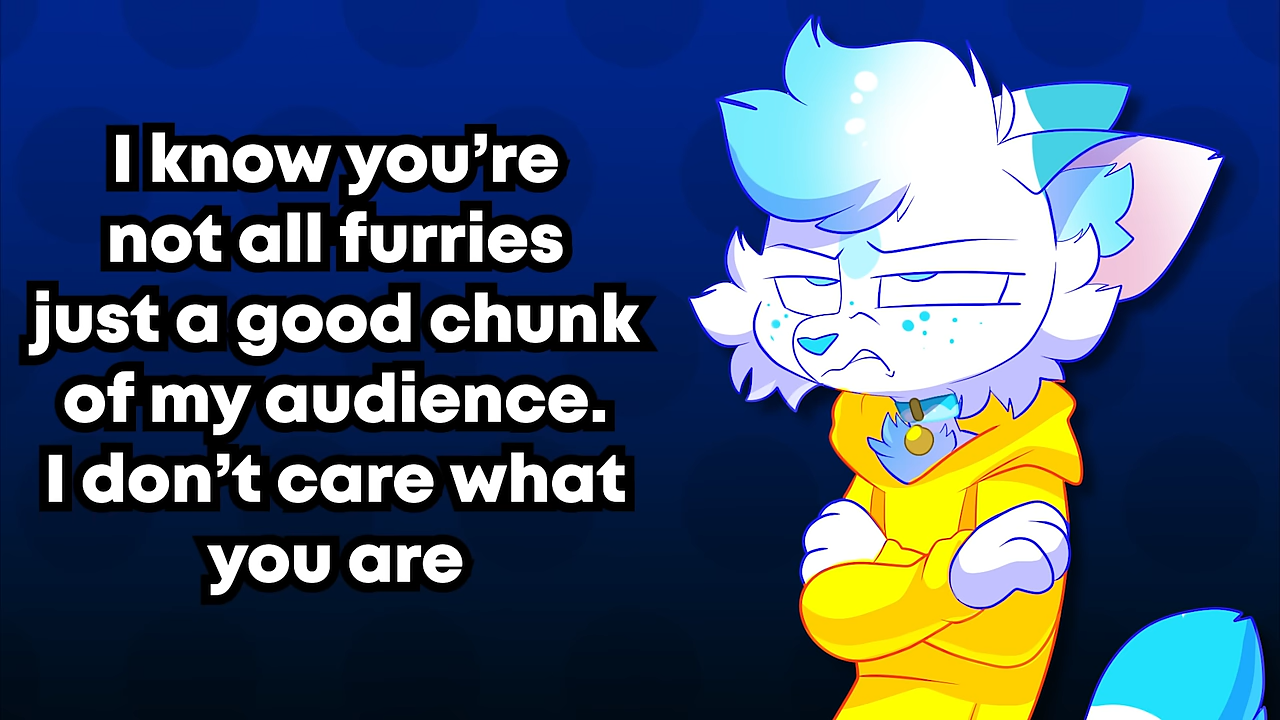 I know you’re
not all furries
just a good chunk
of my audience.
I don’t care what
you are